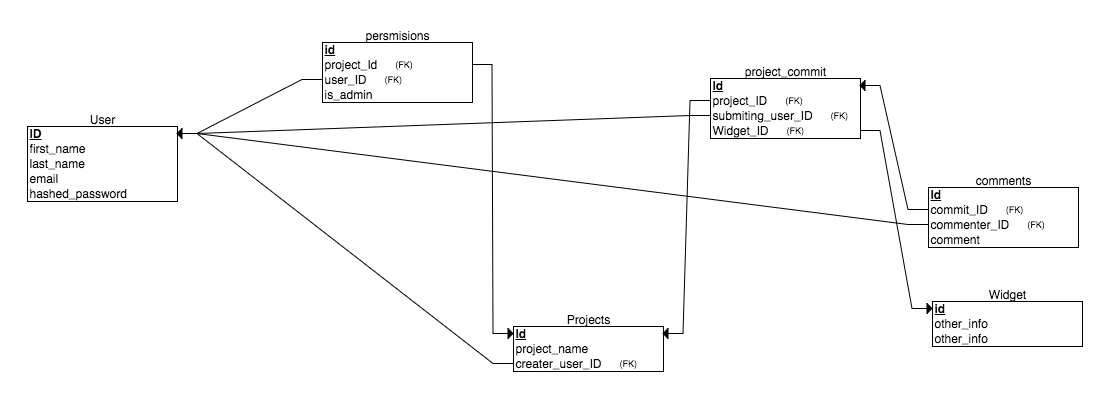 persmisions
id
project_Id (FK)
user_ID (FK)
is_admin
project_commit
Id
project_ID (FK)
submiting_user_ID (FK)
Widget_ID (FK)
User
ID
first_name
last_name
email
hashed_password
comments
Id
commit_ID (FK)
commenter_ID (FK)
comment
Widget
id
other_info
other_info
Projects
Id
project_name
creater_user_ID (FK)